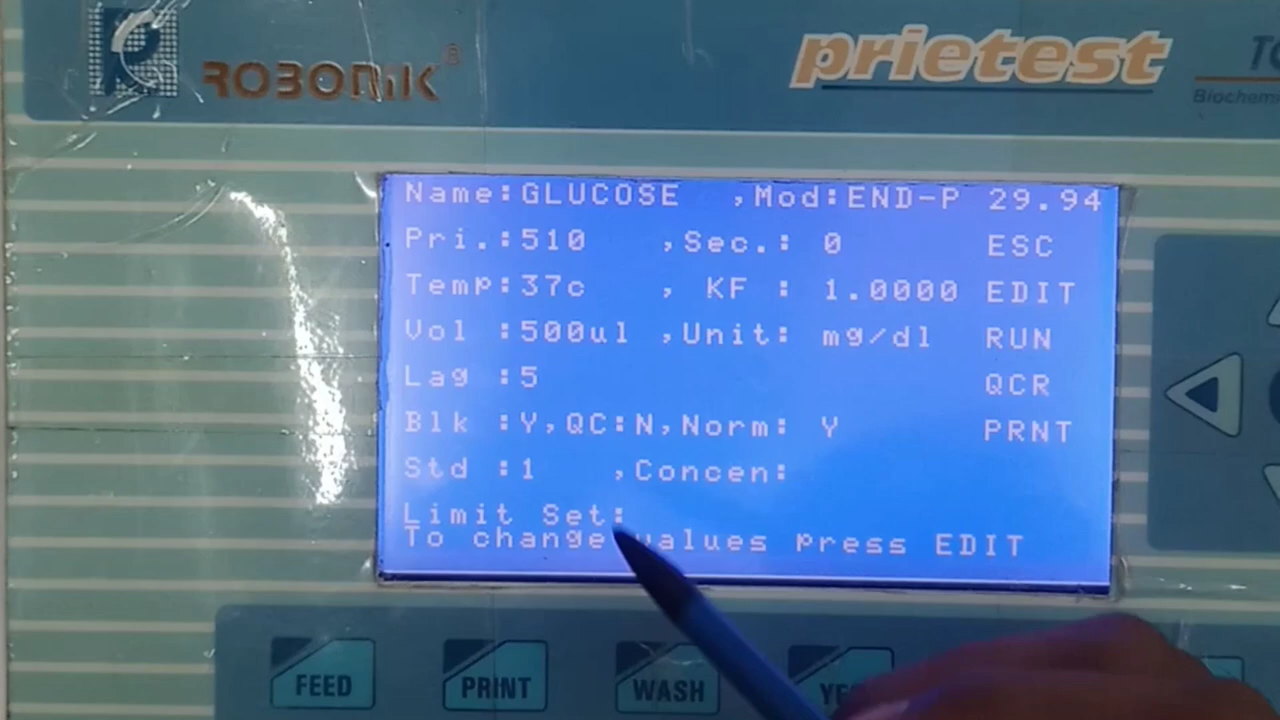 ROBONIK®
prietest
Biochem
Name:GLUCOSE ,Mod:END-P 29.94
Pri.:510 ,Sec.: 0 ESC
Temp:37c , KF : 1.0000 EDIT
Vol :500ul ,Unit: mg/dl RUN
Lag :5 QCR
Blk :Y,QC:N,Norm: Y PRNT
Std :1 ,Concen:
Limit Set:
To change values press EDIT
FEED PRINT WASH